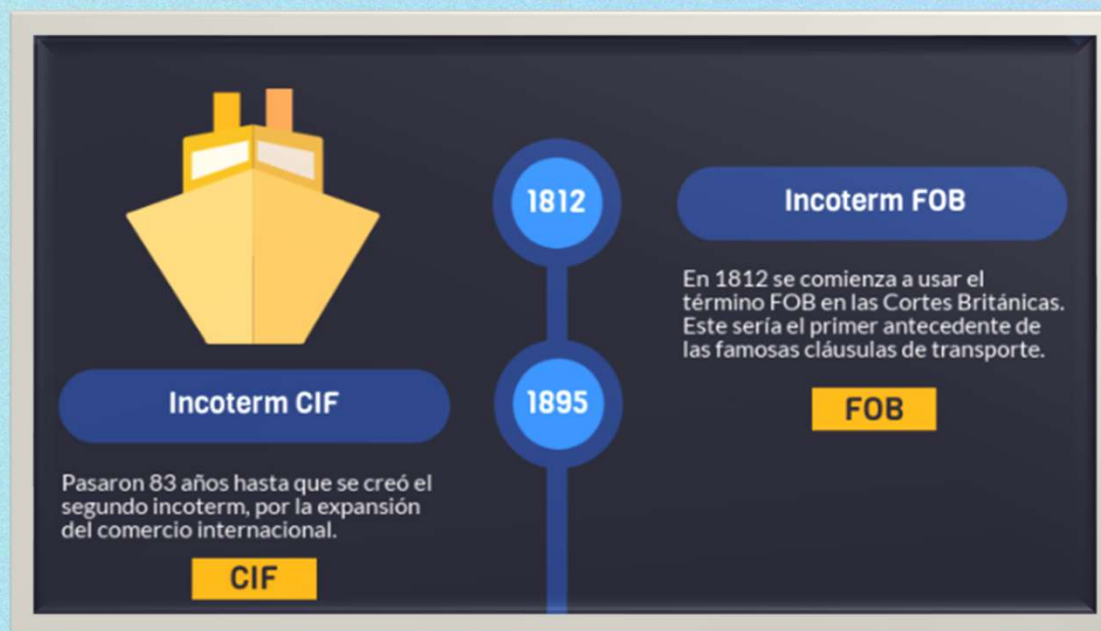 1812
Incoterm FOB
En 1812 se comienza a usar el
término FOB en las Cortes Británicas.
Este sería el primer antecedente de
las famosas cláusulas de transporte.
FOB
1895
Incoterm CIF
Pasaron 83 años hasta que se creó el
segundo incoterm, por la expansión
del comercio internacional.
CIF